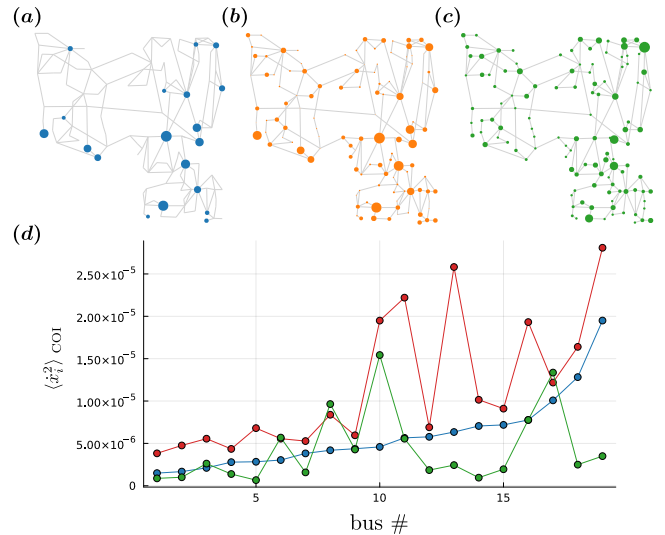 (a)
(b)
(c)
(d)
2.50×10⁻⁵
2.00×10⁻⁵
1.50×10⁻⁵
1.00×10⁻⁵
5.00×10⁻⁶
0
⟨ẋᵢ²⟩ COI
5
10
15
bus #